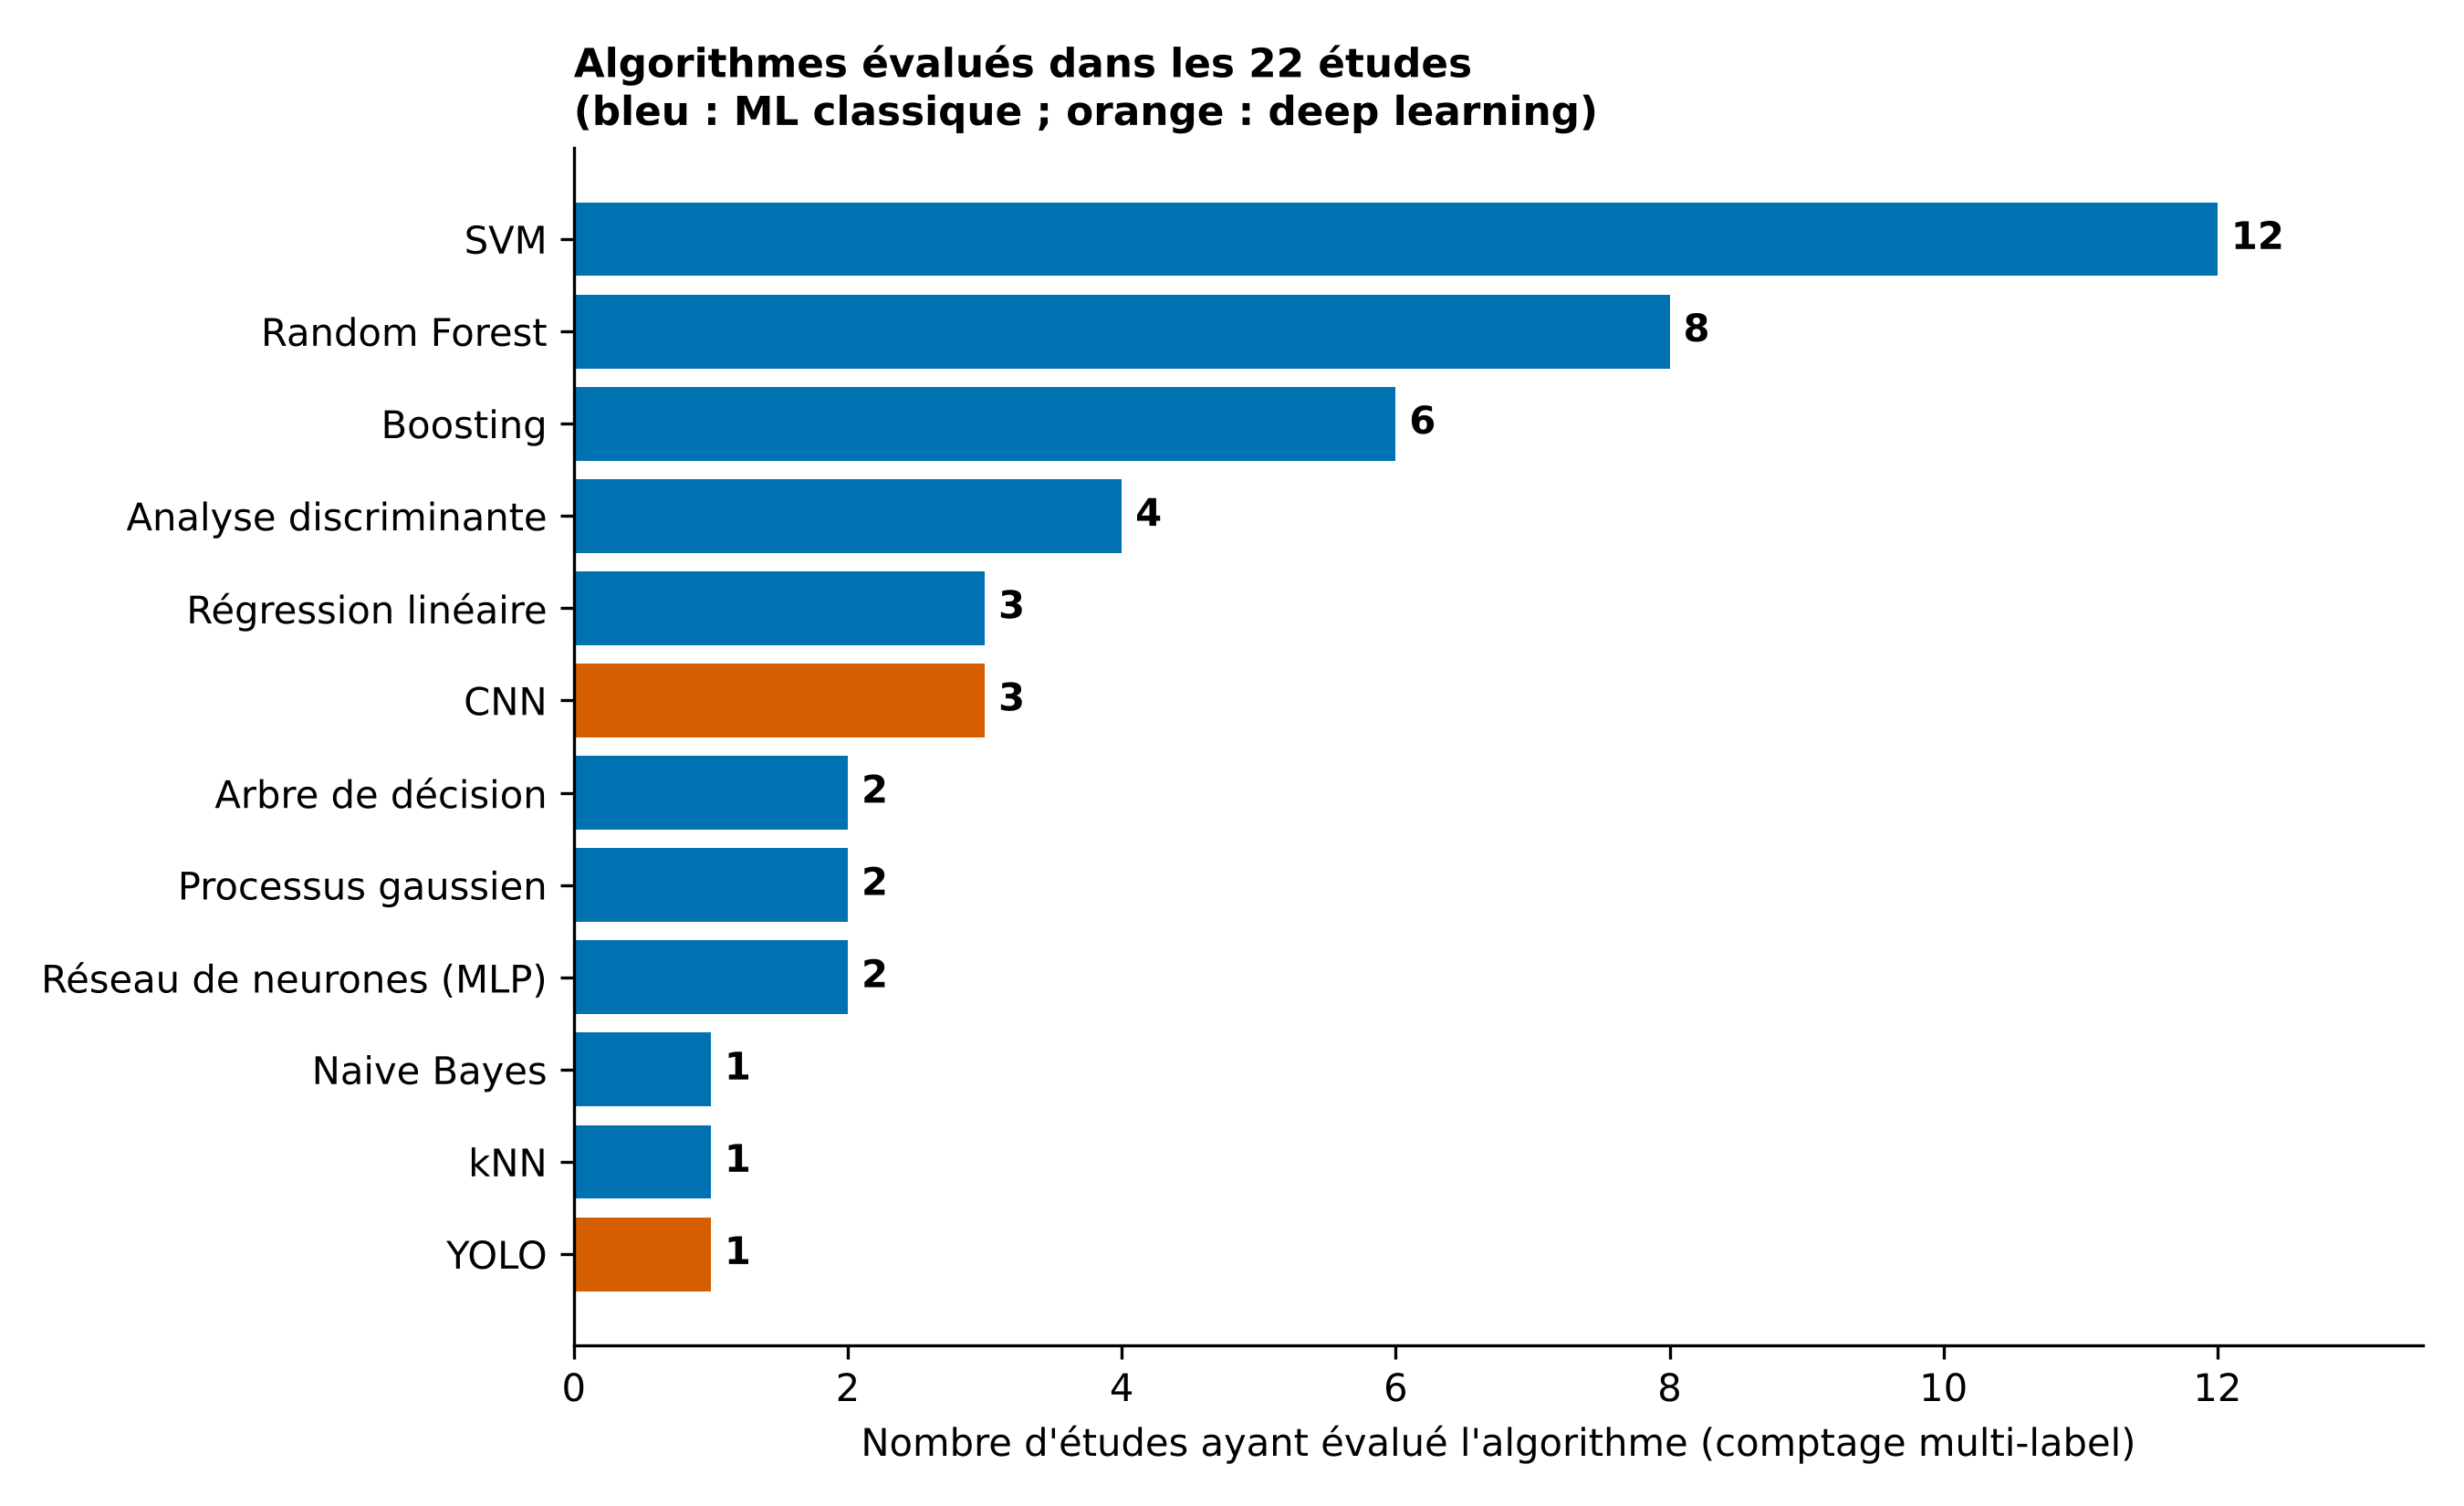 Algorithmes évalués dans les 22 études
(bleu : ML classique ; orange : deep learning)
SVM 12
Random Forest 8
Boosting 6
Analyse discriminante 4
Régression linéaire 3
CNN 3
Arbre de décision 2
Processus gaussien 2
Réseau de neurones (MLP) 2
Naive Bayes 1
kNN 1
YOLO 1
0 2 4 6 8 10 12
Nombre d'études ayant évalué l'algorithme (comptage multi-label)